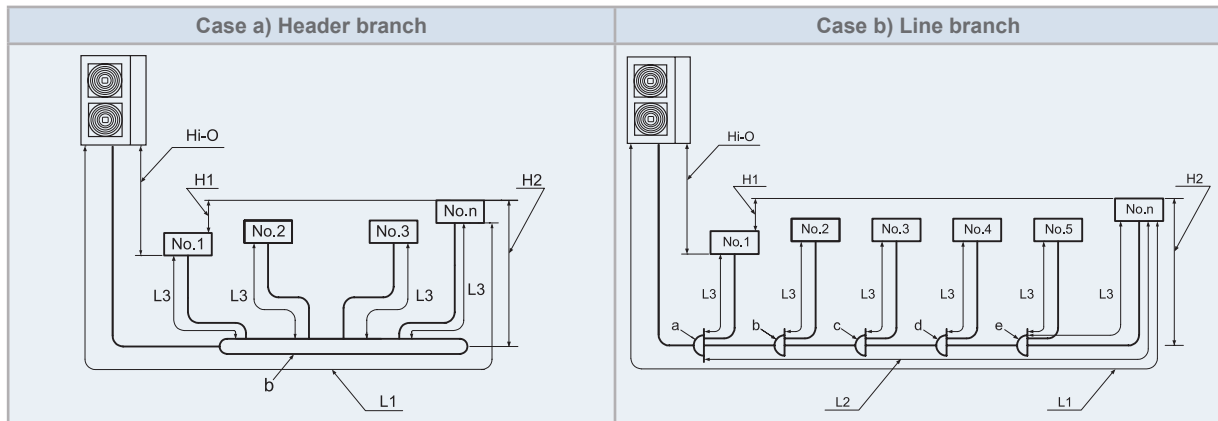 Case a) Header branch
Case b) Line branch
Hi-O
H1
H2
No.1
No.2
No.3
No.n
L3
L3
L3
L3
b
L1
Hi-O
H1
H2
No.1
No.2
No.3
No.4
No.5
No.n
L3
L3
L3
L3
L3
L3
a
b
c
d
e
L2
L1